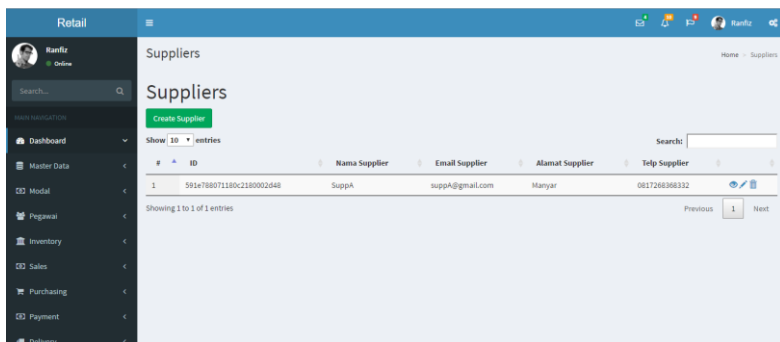 Retail
Ranfiz
Ranfiz
Online
Suppliers
Home > Suppliers
Search...
Suppliers
MAIN NAVIGATION
Create Supplier
Dashboard
Show 10 entries
Search:
Master Data
# ID Nama Supplier Email Supplier Alamat Supplier Telp Supplier
Modal
1 591e788071180c2180002d48 SuppA suppA@gmail.com Manyar 0817268368332
Pegawai
Showing 1 to 1 of 1 entries
Previous 1 Next
Inventory
Sales
Purchasing
Payment
Delivery